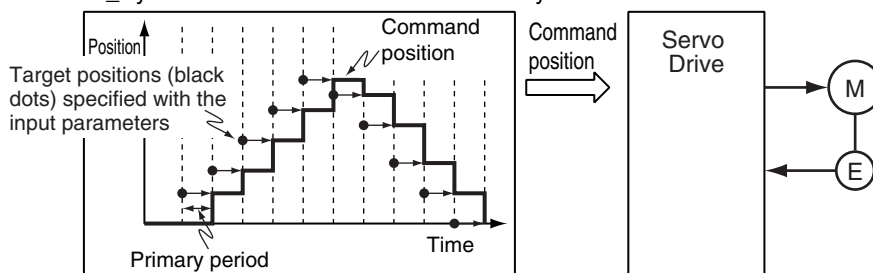 Position
Command
position
Target positions (black
dots) specified with the
input parameters
Primary period
Time
Command
position
Servo
Drive
M
E